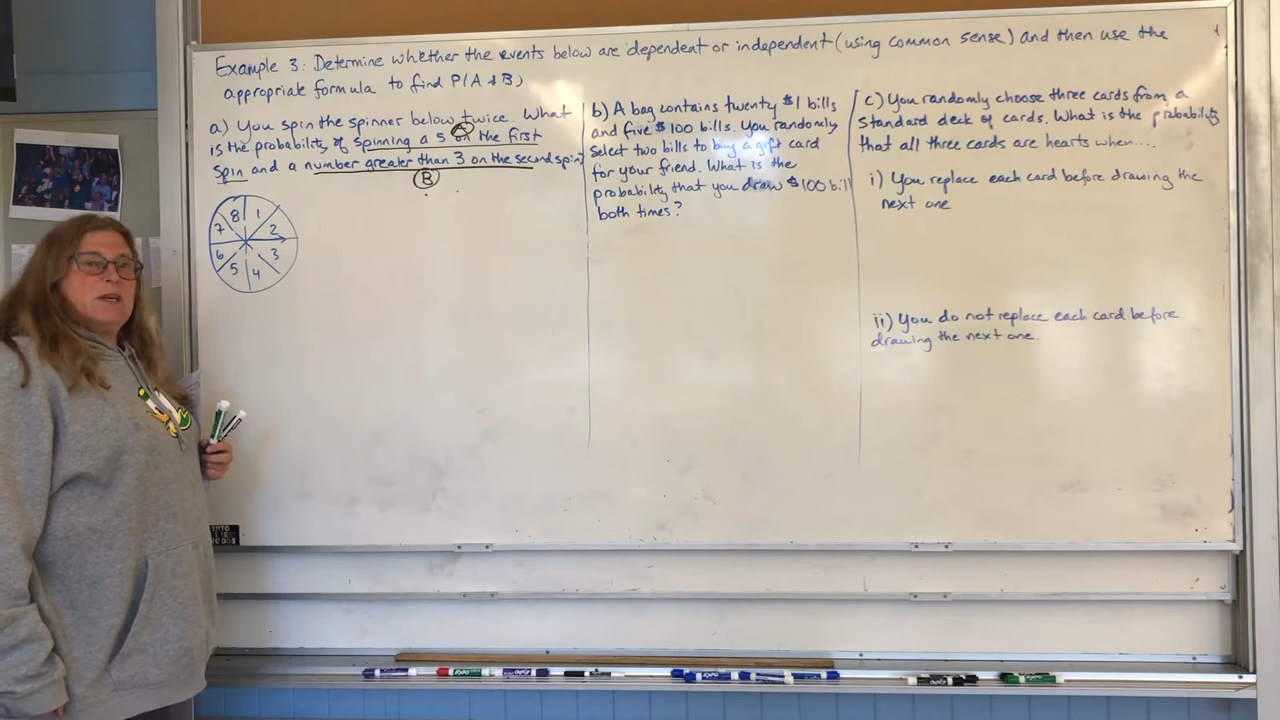 Example 3: Determine whether the events below are dependent or independent (using common sense) and then use the
appropriate formula to find P(A & B)
a) You spin the spinner below twice. What
is the probability of spinning a 5 on the first
spin and a number greater than 3 on the second spin?
A
B
8 1
7 2
6 3
5 4
b) A bag contains twenty $1 bills
and five $100 bills. You randomly
select two bills to buy a gift card
for your friend. What is the
probability that you draw $100 bill
both times?
c) You randomly choose three cards from a
standard deck of cards. What is the probability
that all three cards are hearts when....
i) You replace each card before drawing the
next one
ii) You do not replace each card before
drawing the next one.
INTO
THE
WOODS